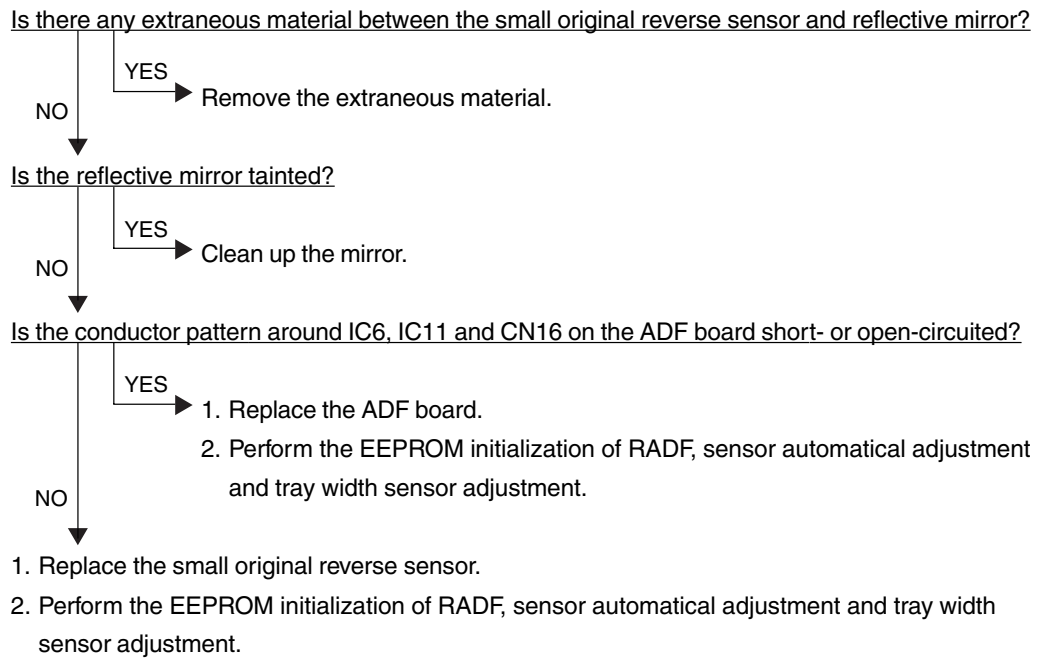 Is there any extraneous material between the small original reverse sensor and reflective mirror?
YES
Remove the extraneous material.
NO
Is the reflective mirror tainted?
YES
Clean up the mirror.
NO
Is the conductor pattern around IC6, IC11 and CN16 on the ADF board short- or open-circuited?
YES
1. Replace the ADF board.
2. Perform the EEPROM initialization of RADF, sensor automatical adjustment
and tray width sensor adjustment.
NO
1. Replace the small original reverse sensor.
2. Perform the EEPROM initialization of RADF, sensor automatical adjustment and tray width
sensor adjustment.